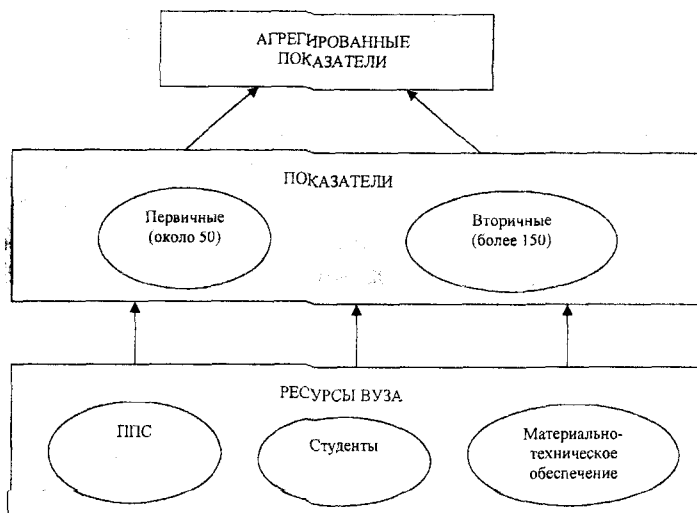 АГРЕГИРОВАННЫЕ
ПОКАЗАТЕЛИ
ПОКАЗАТЕЛИ
Первичные
(около 50)
Вторичные
(более 150)
РЕСУРСЫ ВУЗА
ППС
Студенты
Материально-
техническое
обеспечение